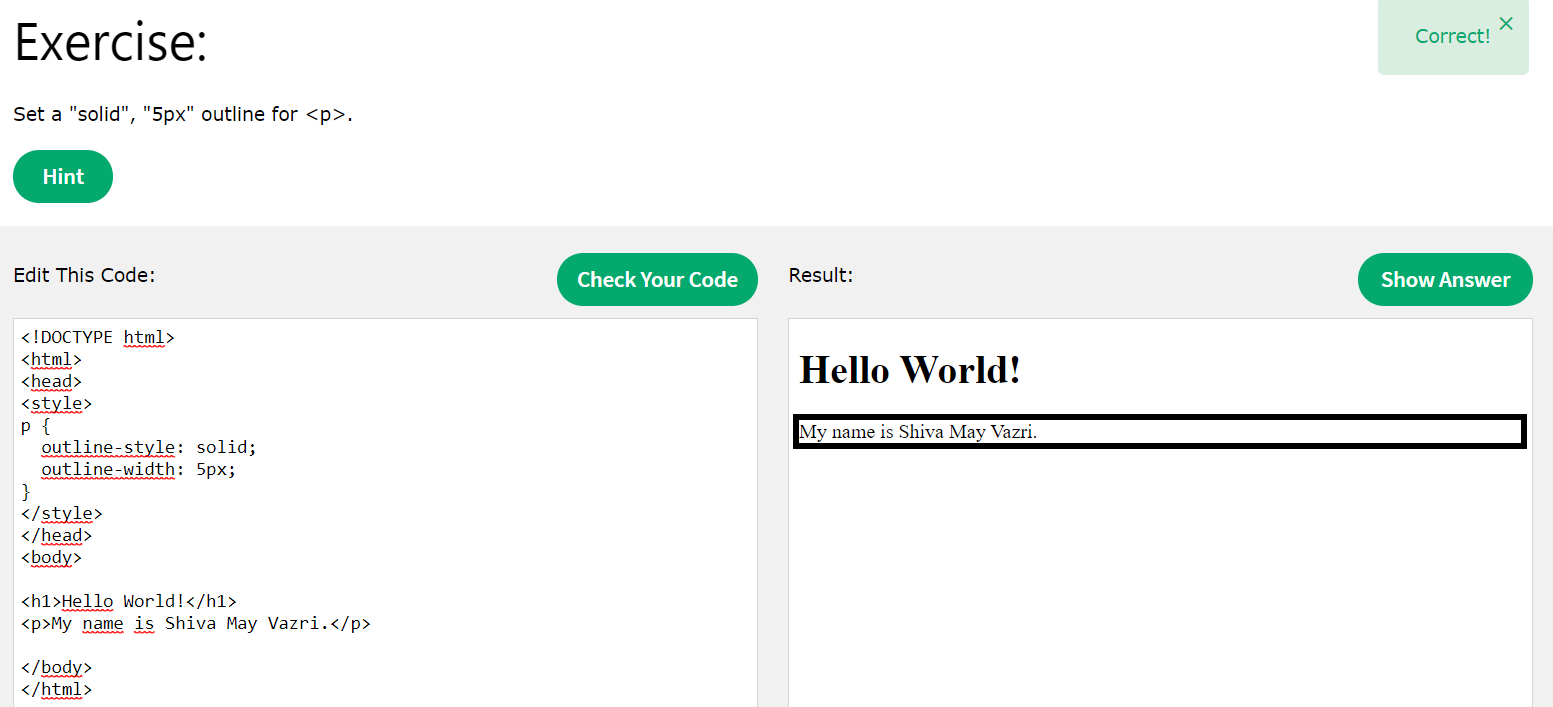 Exercise:
Correct! ×
Set a "solid", "5px" outline for <p>.
Hint
Edit This Code:
Check Your Code
<!DOCTYPE html>
<html>
<head>
<style>
p {
  outline-style: solid;
  outline-width: 5px;
}
</style>
</head>
<body>

<h1>Hello World!</h1>
<p>My name is Shiva May Vazri.</p>

</body>
</html>
Result:
Show Answer
Hello World!
My name is Shiva May Vazri.